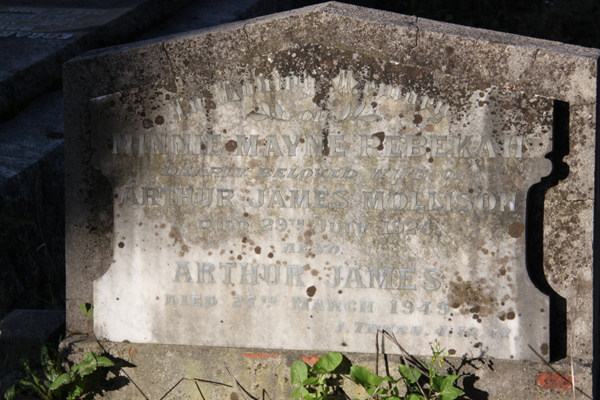 In Loving Memory
OF
MINNIE MAYNE REBEKAH
DEARLY BELOVED WIFE OF
ARTHUR JAMES MOLLISON
DIED 29TH JULY 1924.
ALSO
ARTHUR JAMES
DIED 27TH MARCH 1949.